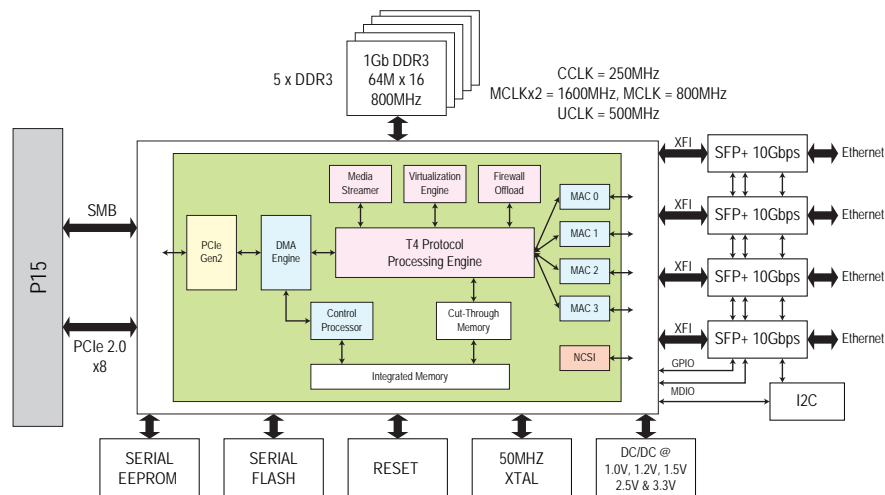 5 x DDR3
1Gb DDR3
64M x 16
800MHz
CCLK = 250MHz
MCLKx2 = 1600MHz, MCLK = 800MHz
UCLK = 500MHz
P15
SMB
PCIe 2.0
x8
Media
Streamer
Virtualization
Engine
Firewall
Offload
PCIe
Gen2
DMA
Engine
T4 Protocol
Processing Engine
MAC 0
MAC 1
MAC 2
MAC 3
Control
Processor
Cut-Through
Memory
NCSI
Integrated Memory
XFI
SFP+ 10Gbps
Ethernet
XFI
SFP+ 10Gbps
Ethernet
XFI
SFP+ 10Gbps
Ethernet
XFI
SFP+ 10Gbps
Ethernet
GPIO
MDIO
I2C
SERIAL
EEPROM
SERIAL
FLASH
RESET
50MHZ
XTAL
DC/DC @
1.0V, 1.2V, 1.5V
2.5V & 3.3V